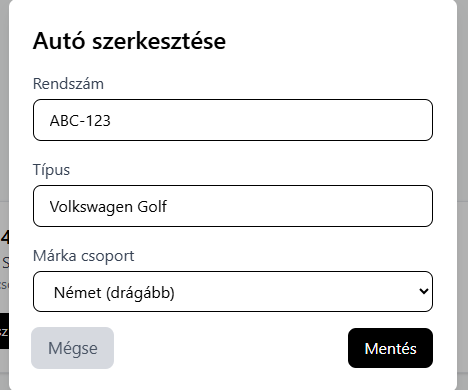 Autó szerkesztése
Rendszám
ABC-123
Típus
Volkswagen Golf
Márka csoport
Német (drágább)
Mégse
Mentés